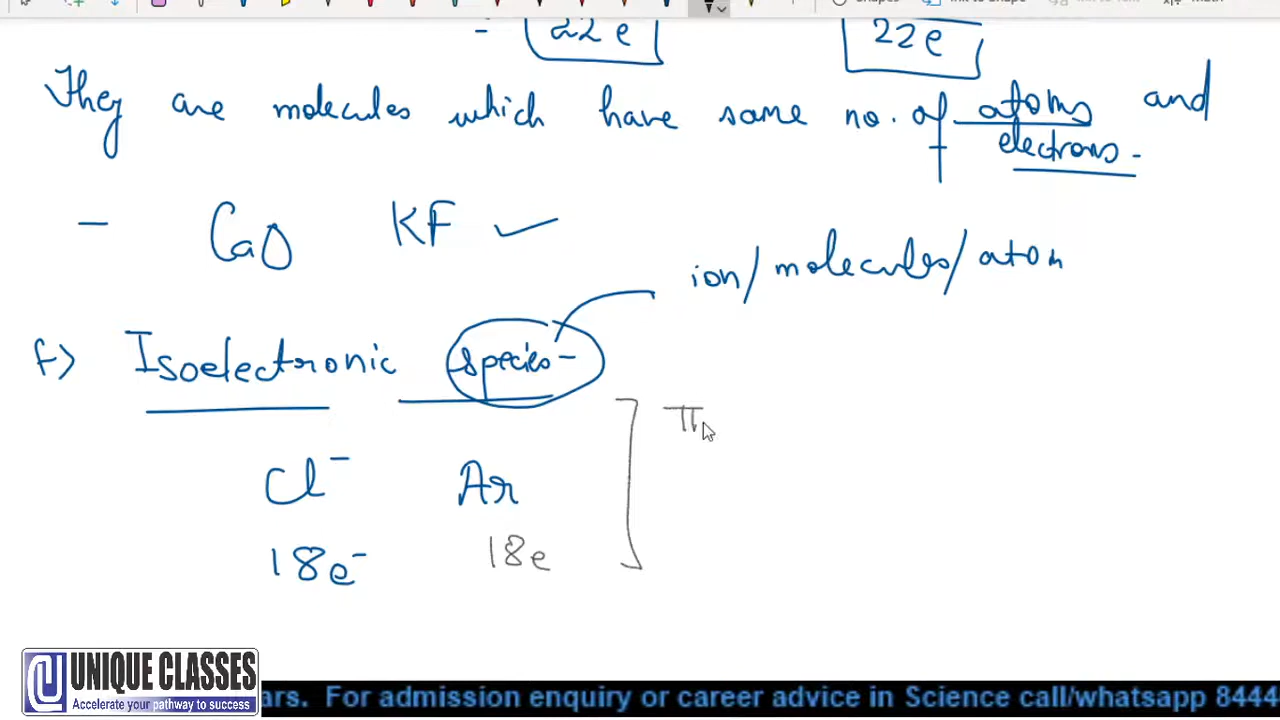 = 22 e 22 e
They are molecules which have same no. of atoms and
electrons.
- CaO KF
ion/molecules/atom
f) Isoelectronic species-
Cl⁻ Ar
18e⁻ 18e
UNIQUE CLASSES
Accelerate your pathway to success
ars. For admission enquiry or career advice in Science call/whatsapp 8444